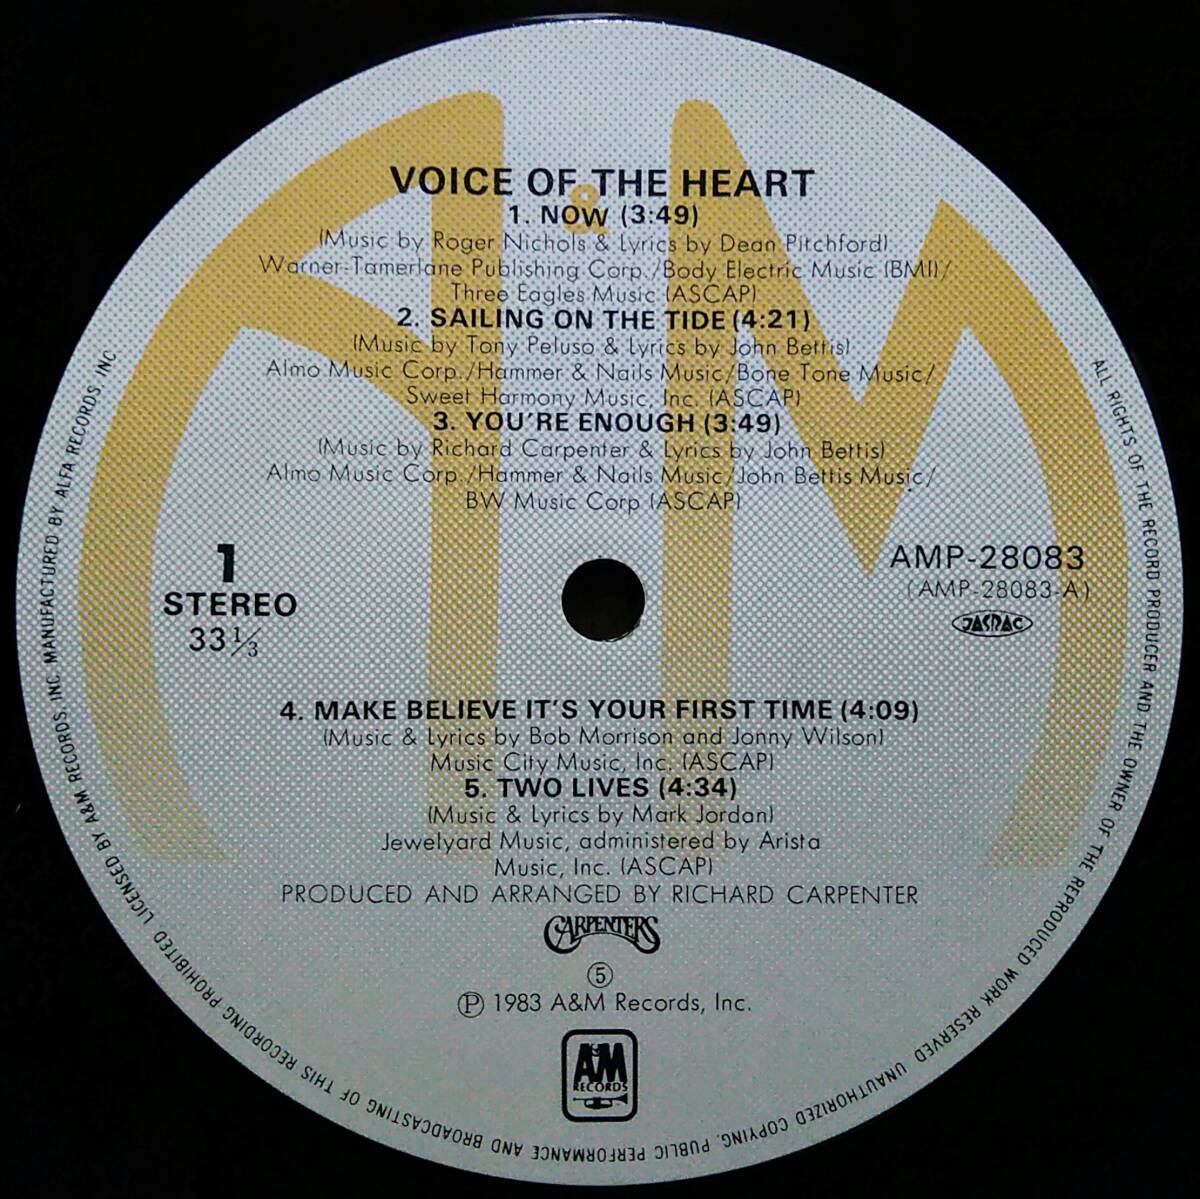 VOICE OF THE HEART
1. NOW (3:49)
(Music by Roger Nichols & Lyrics by Dean Pitchford)
Warner-Tamerlane Publishing Corp./Body Electric Music (BMI)/
Three Eagles Music (ASCAP)
2. SAILING ON THE TIDE (4:21)
(Music by Tony Peluso & Lyrics by John Bettis)
Almo Music Corp./Hammer & Nails Music/Bone Tone Music/
Sweet Harmony Music, Inc. (ASCAP)
3. YOU'RE ENOUGH (3:49)
(Music by Richard Carpenter & Lyrics by John Bettis)
Almo Music Corp./Hammer & Nails Music/John Bettis Music/
BW Music Corp (ASCAP)
1
STEREO
33 1/3
AMP-28083
(AMP-28083-A)
JASRAC
4. MAKE BELIEVE IT'S YOUR FIRST TIME (4:09)
(Music & Lyrics by Bob Morrison and Jonny Wilson)
Music City Music, Inc. (ASCAP)
5. TWO LIVES (4:34)
(Music & Lyrics by Mark Jordan)
Jewelyard Music, administered by Arista
Music, Inc. (ASCAP)
PRODUCED AND ARRANGED BY RICHARD CARPENTER
CARPENTERS
⑤
Ⓟ 1983 A&M Records, Inc.
A&M
RECORDS
ALL RIGHTS OF THE RECORD PRODUCER AND THE OWNER OF THE REPRODUCED WORK RESERVED UNAUTHORIZED COPYING, PUBLIC PERFORMANCE AND BROADCASTING OF THIS RECORDING PROHIBITED LICENSED BY A&M RECORDS, INC. MANUFACTURED BY ALFA RECORDS, INC
A&M